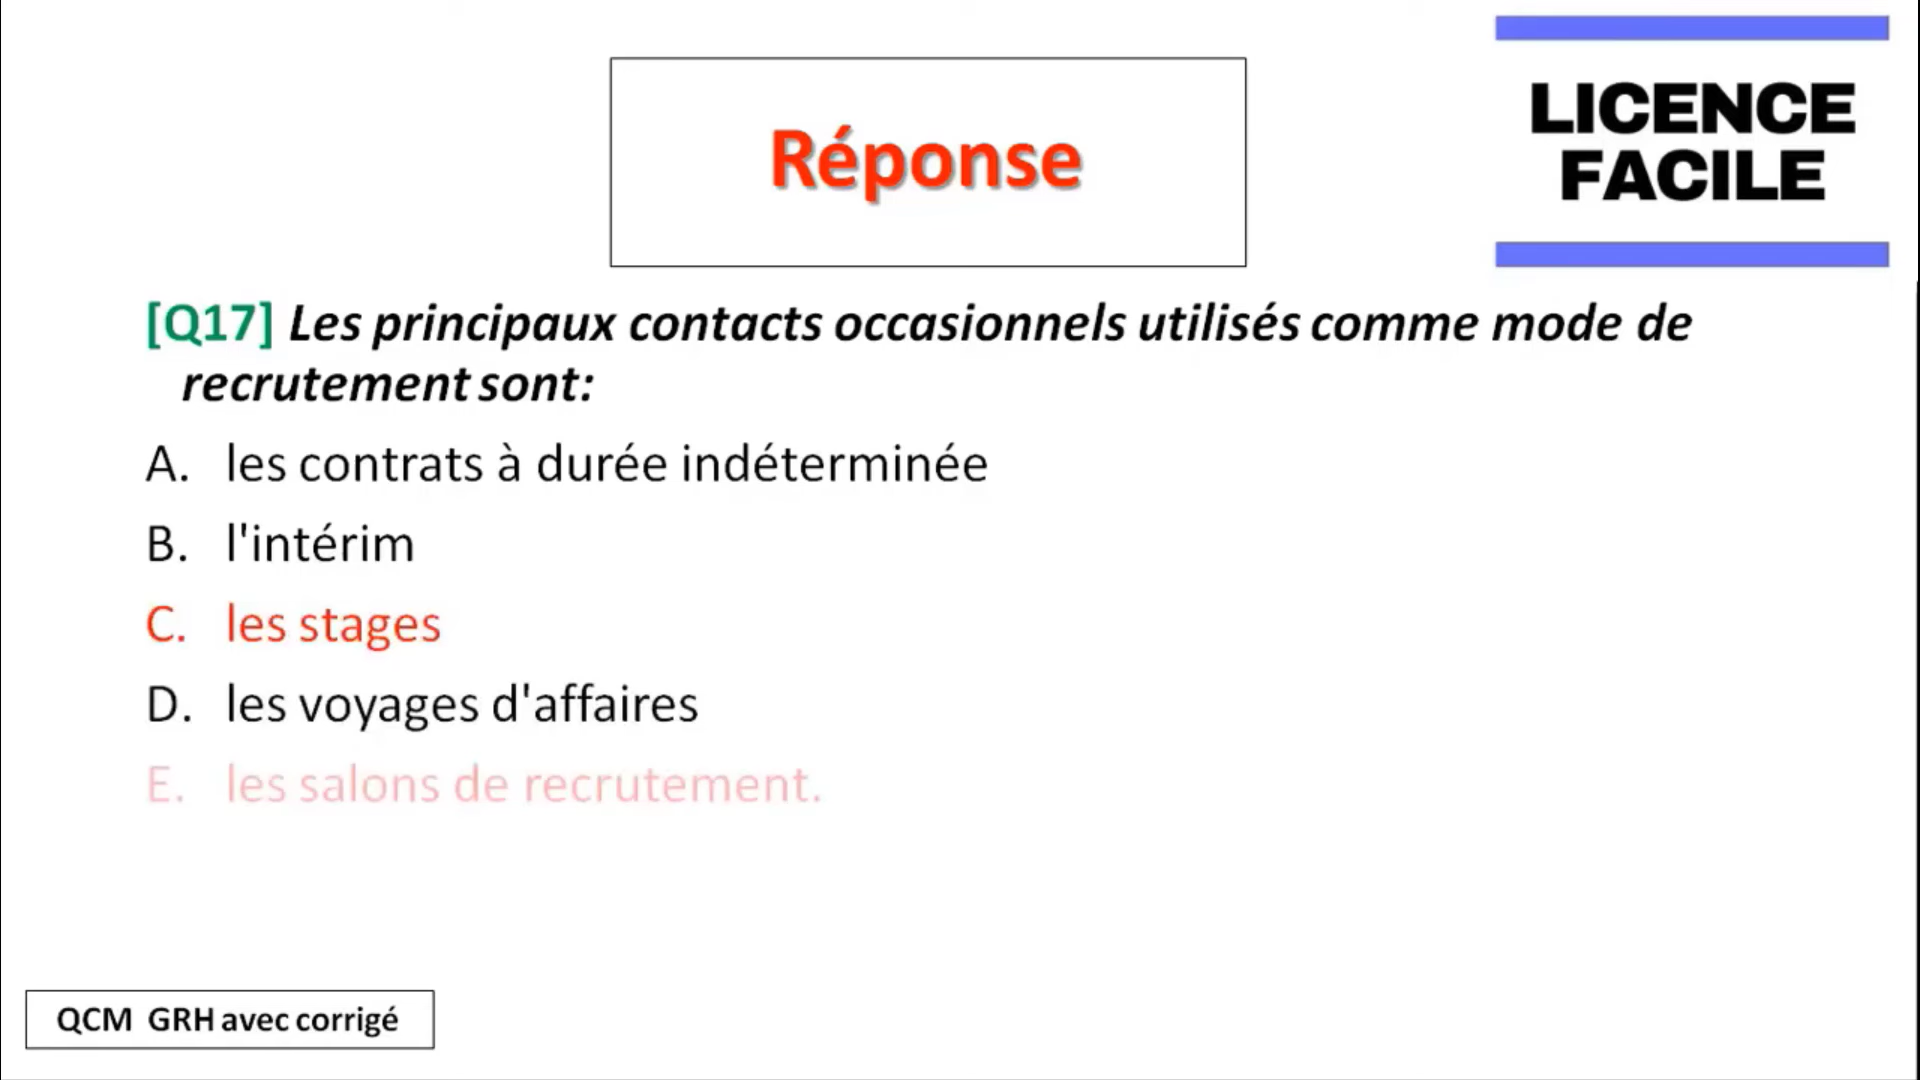 Réponse
LICENCE
FACILE
[Q17] Les principaux contacts occasionnels utilisés comme mode de
recrutement sont:
A. les contrats à durée indéterminée
B. l'intérim
C. les stages
D. les voyages d'affaires
E. les salons de recrutement.
QCM GRH avec corrigé